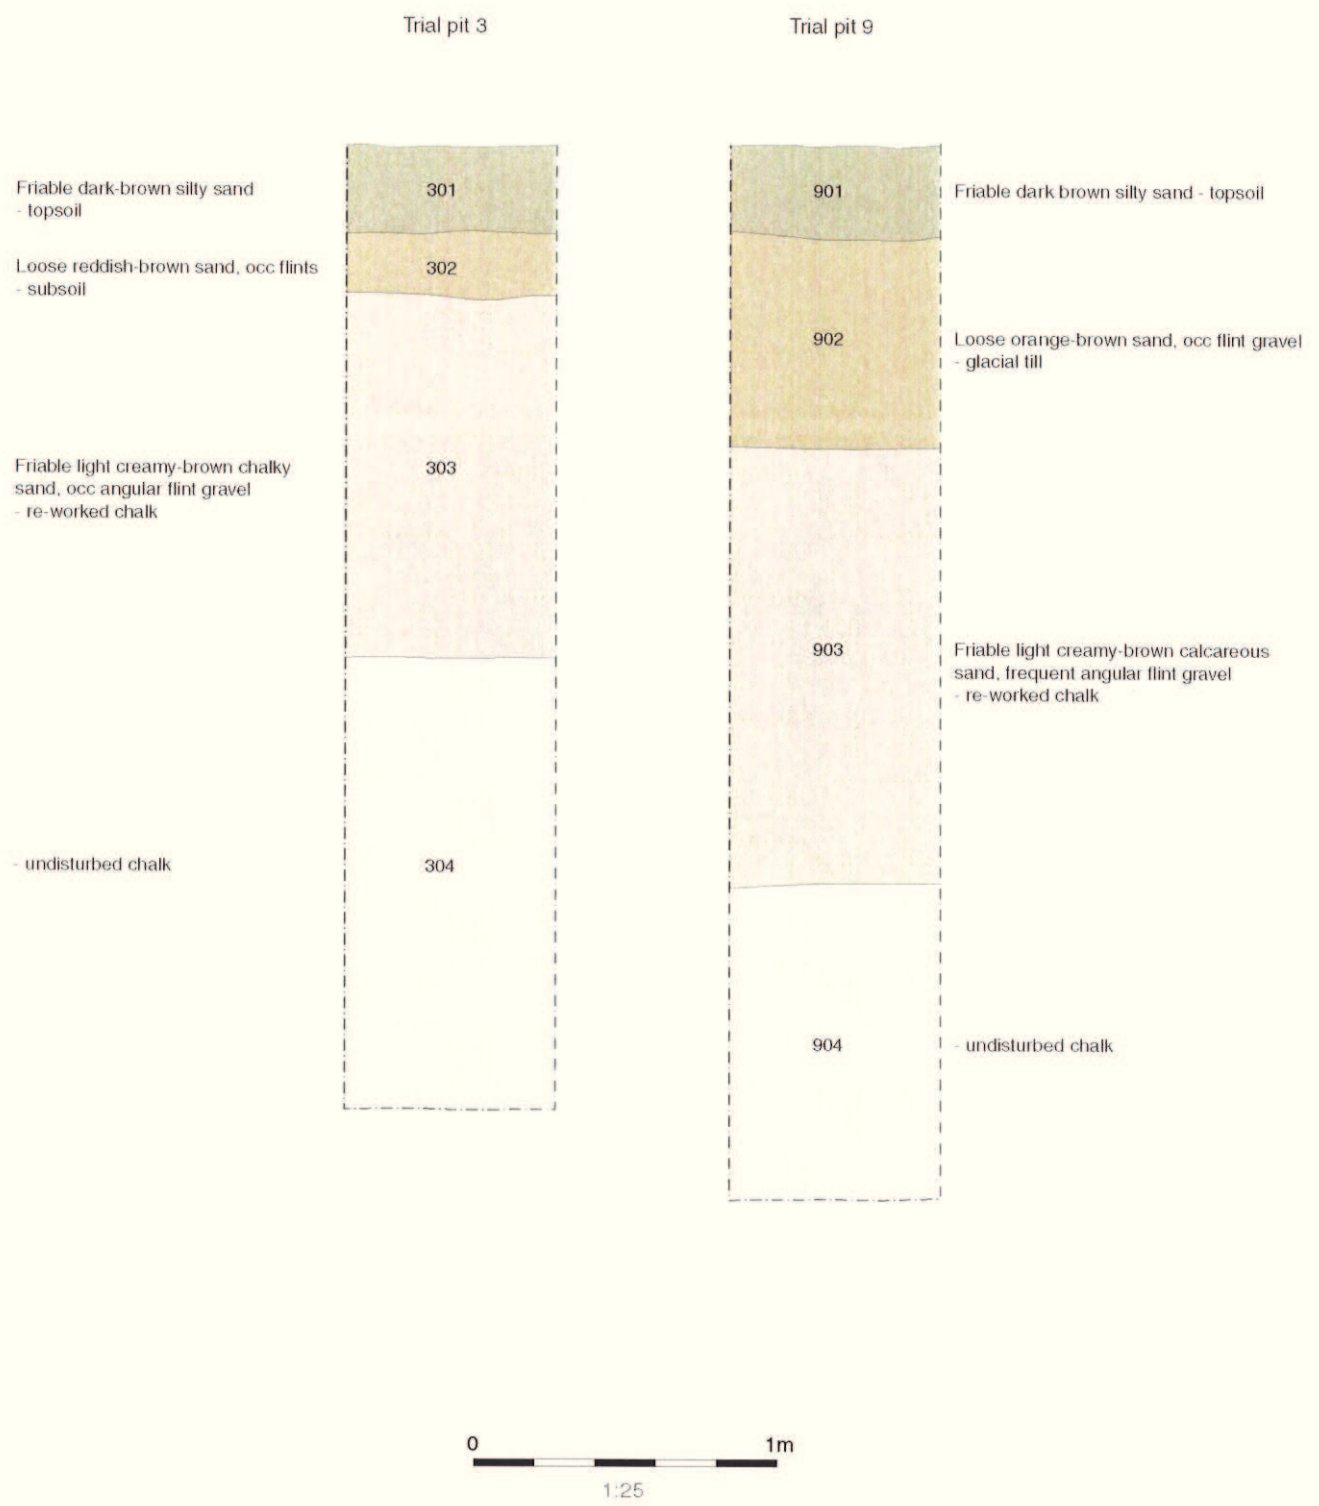 Trial pit 3
Friable dark-brown silty sand
- topsoil
301
Loose reddish-brown sand, occ flints
- subsoil
302
Friable light creamy-brown chalky
sand, occ angular flint gravel
- re-worked chalk
303
- undisturbed chalk
304
Trial pit 9
901
Friable dark brown silty sand - topsoil
902
Loose orange-brown sand, occ flint gravel
- glacial till
903
Friable light creamy-brown calcareous
sand, frequent angular flint gravel
- re-worked chalk
904
- undisturbed chalk
0 1m
1:25